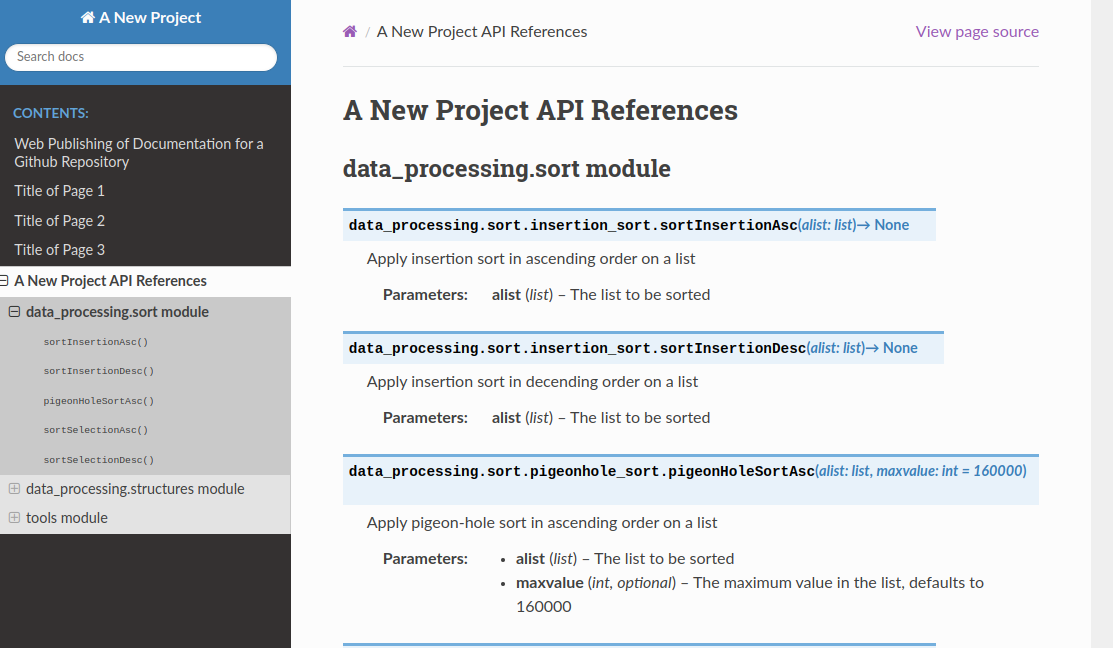 A New Project
Search docs
CONTENTS:
Web Publishing of Documentation for a
Github Repository
Title of Page 1
Title of Page 2
Title of Page 3
A New Project API References
data_processing.sort module
sortInsertionAsc()
sortInsertionDesc()
pigeonHoleSortAsc()
sortSelectionAsc()
sortSelectionDesc()
data_processing.structures module
tools module
/ A New Project API References
View page source
A New Project API References
data_processing.sort module
data_processing.sort.insertion_sort.sortInsertionAsc(alist: list)→ None
Apply insertion sort in ascending order on a list
Parameters: alist (list) – The list to be sorted
data_processing.sort.insertion_sort.sortInsertionDesc(alist: list)→ None
Apply insertion sort in decending order on a list
Parameters: alist (list) – The list to be sorted
data_processing.sort.pigeonhole_sort.pigeonHoleSortAsc(alist: list, maxvalue: int = 160000)
Apply pigeon-hole sort in ascending order on a list
Parameters: • alist (list) – The list to be sorted
• maxvalue (int, optional) – The maximum value in the list, defaults to
160000